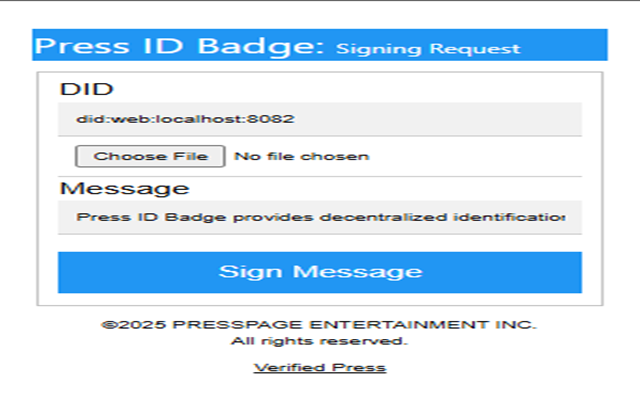 Press ID Badge: Signing Request
DID
did:web:localhost:8082
Choose File No file chosen
Message
Press ID Badge provides decentralized identification
Sign Message
©2025 PRESSPAGE ENTERTAINMENT INC.
All rights reserved.
Verified Press